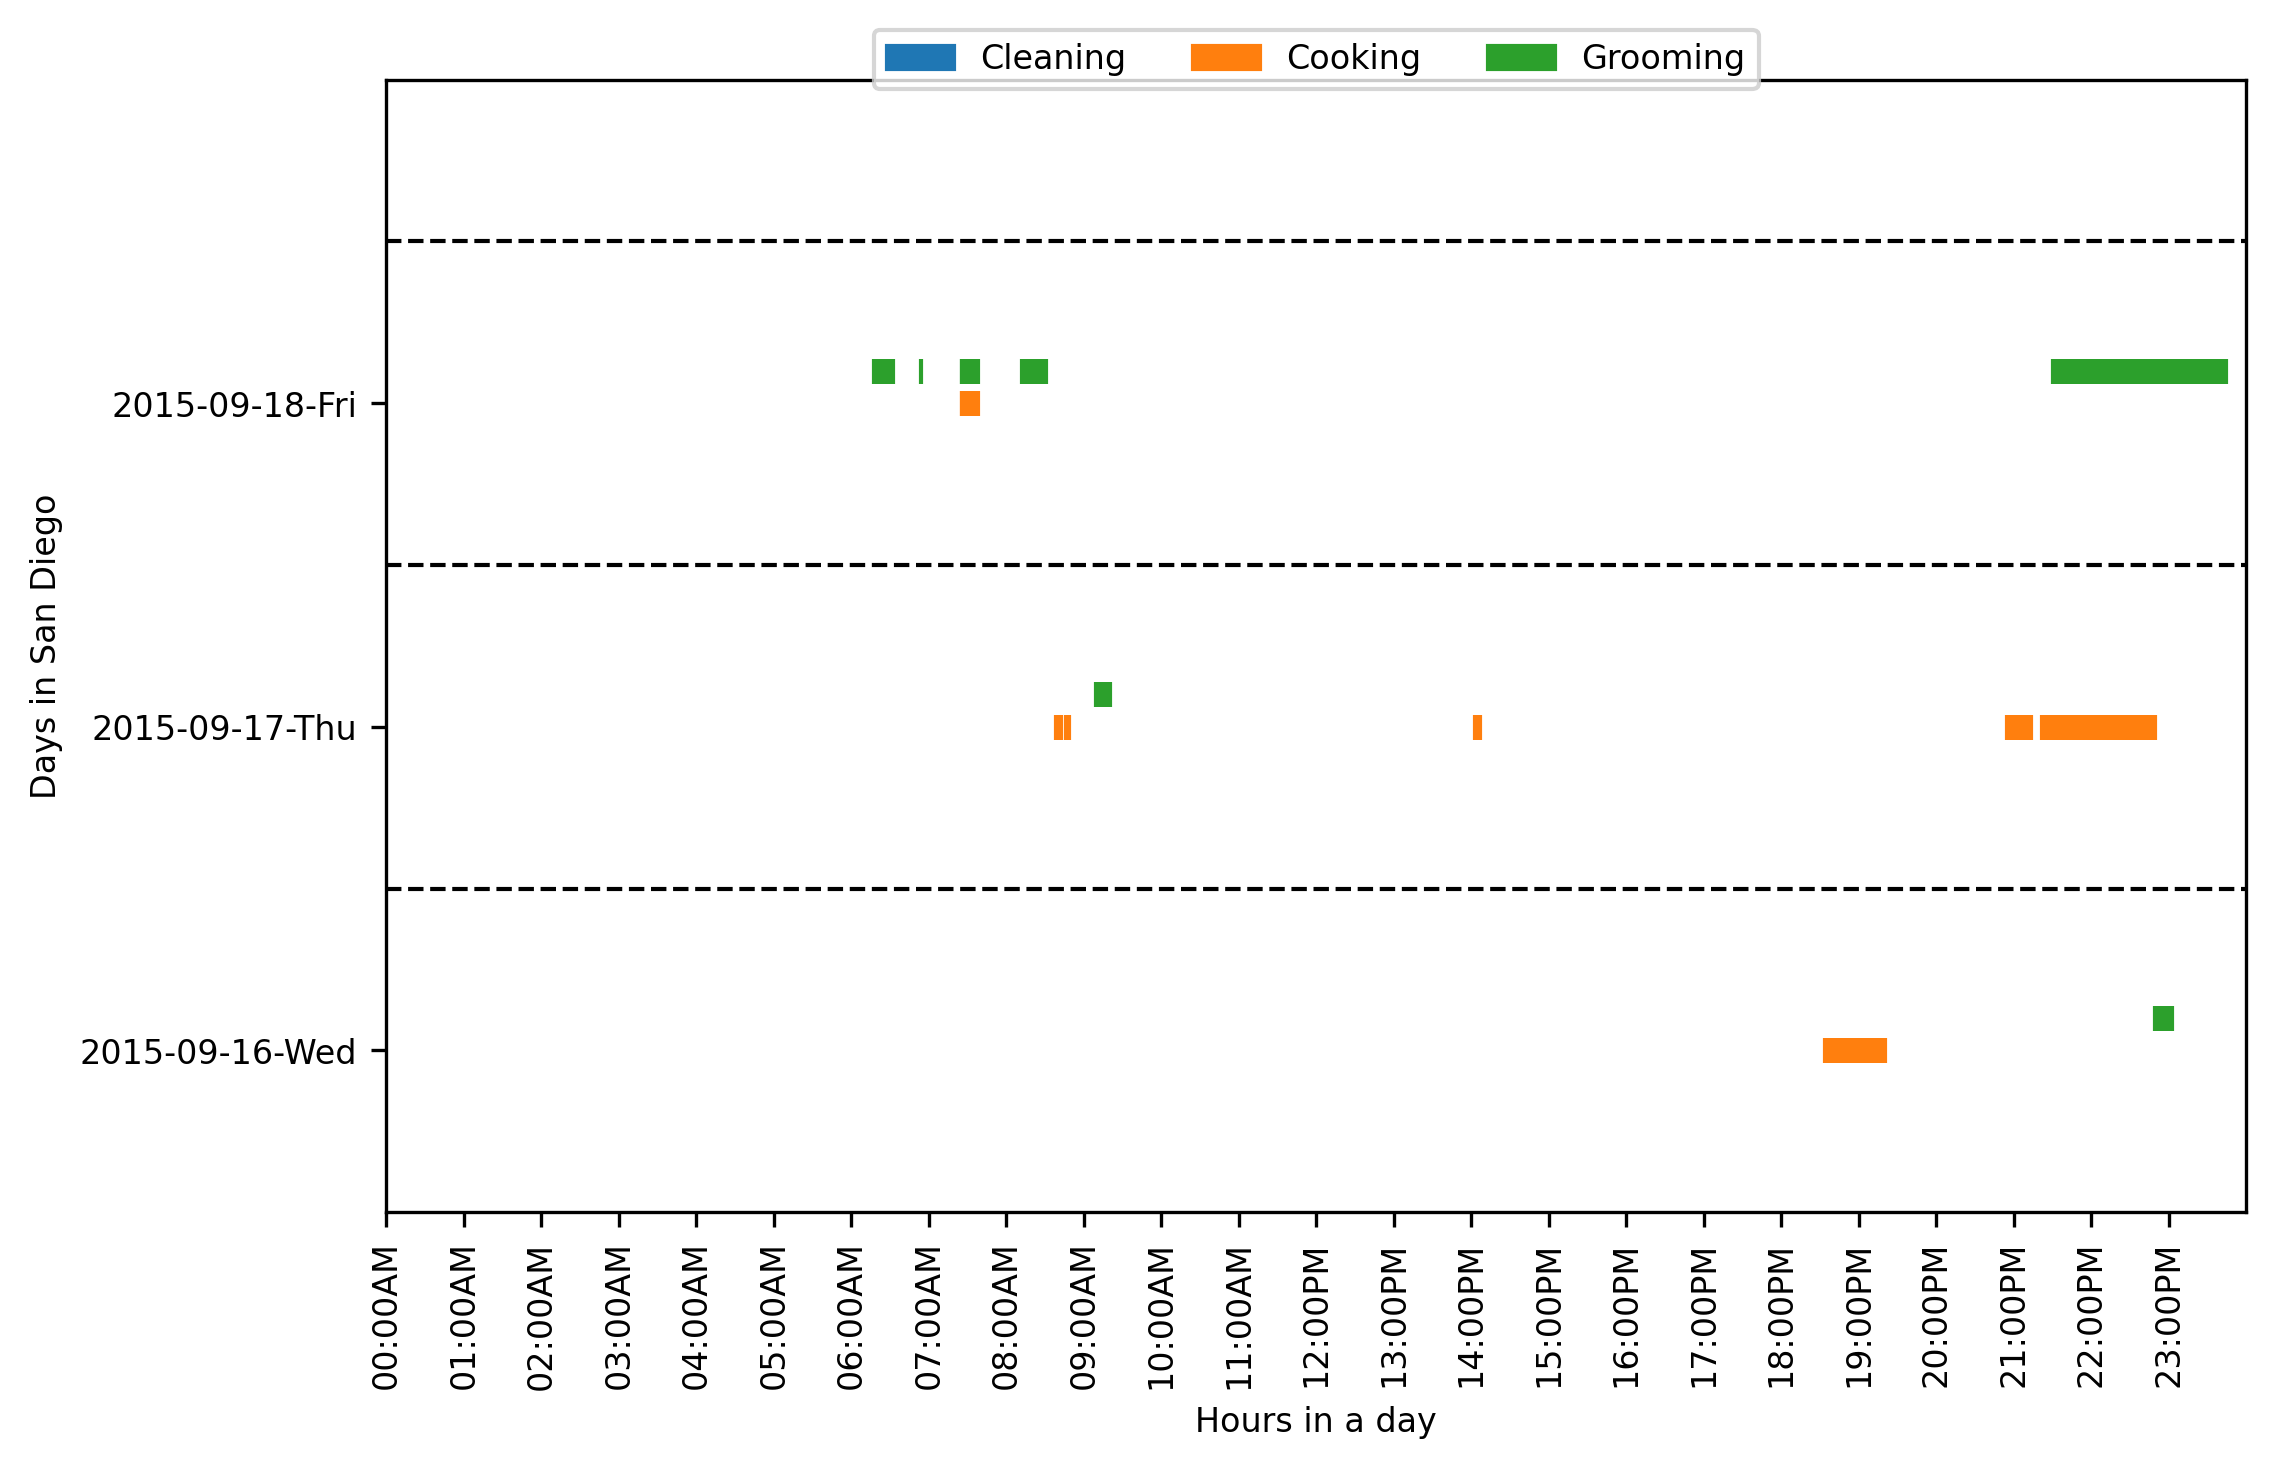 Cleaning Cooking Grooming
2015-09-18-Fri
2015-09-17-Thu
2015-09-16-Wed
Days in San Diego
00:00AM 01:00AM 02:00AM 03:00AM 04:00AM 05:00AM 06:00AM 07:00AM 08:00AM 09:00AM 10:00AM 11:00AM 12:00PM 13:00PM 14:00PM 15:00PM 16:00PM 17:00PM 18:00PM 19:00PM 20:00PM 21:00PM 22:00PM 23:00PM
Hours in a day